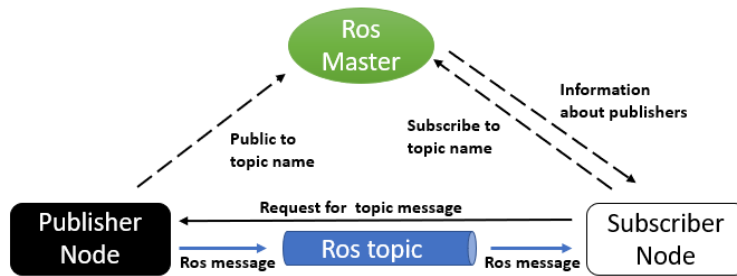 Ros
Master
Information
about publishers
Public to
topic name
Subscribe to
topic name
Request for topic message
Publisher
Node
Ros topic
Subscriber
Node
Ros message
Ros message